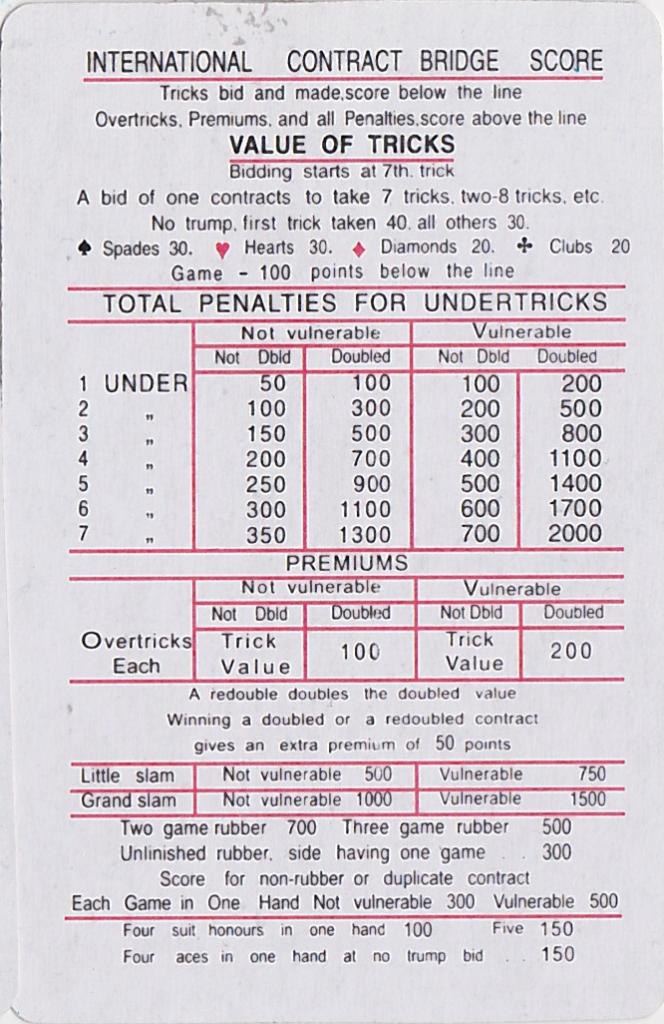 INTERNATIONAL CONTRACT BRIDGE SCORE
Tricks bid and made,score below the line
Overtricks, Premiums, and all Penalties,score above the line
VALUE OF TRICKS
Bidding starts at 7th. trick
A bid of one contracts to take 7 tricks, two-8 tricks, etc.
No trump, first trick taken 40, all others 30.
♠ Spades 30. ♥ Hearts 30. ♦ Diamonds 20. ♣ Clubs 20
Game - 100 points below the line
TOTAL PENALTIES FOR UNDERTRICKS
Not vulnerable Vulnerable
Not Dbld Doubled Not Dbld Doubled
1 UNDER 50 100 100 200
2 „ 100 300 200 500
3 „ 150 500 300 800
4 „ 200 700 400 1100
5 „ 250 900 500 1400
6 „ 300 1100 600 1700
7 „ 350 1300 700 2000
PREMIUMS
Not vulnerable Vulnerable
Not Dbld Doubled Not Dbld Doubled
Overtricks Each Trick Value 100 Trick Value 200
A redouble doubles the doubled value
Winning a doubled or a redoubled contract
gives an extra premium of 50 points
Little slam Not vulnerable 500 Vulnerable 750
Grand slam Not vulnerable 1000 Vulnerable 1500
Two game rubber 700 Three game rubber 500
Unlinished rubber, side having one game . . 300
Score for non-rubber or duplicate contract
Each Game in One Hand Not vulnerable 300 Vulnerable 500
Four suit honours in one hand 100 Five 150
Four aces in one hand at no trump bid . . 150